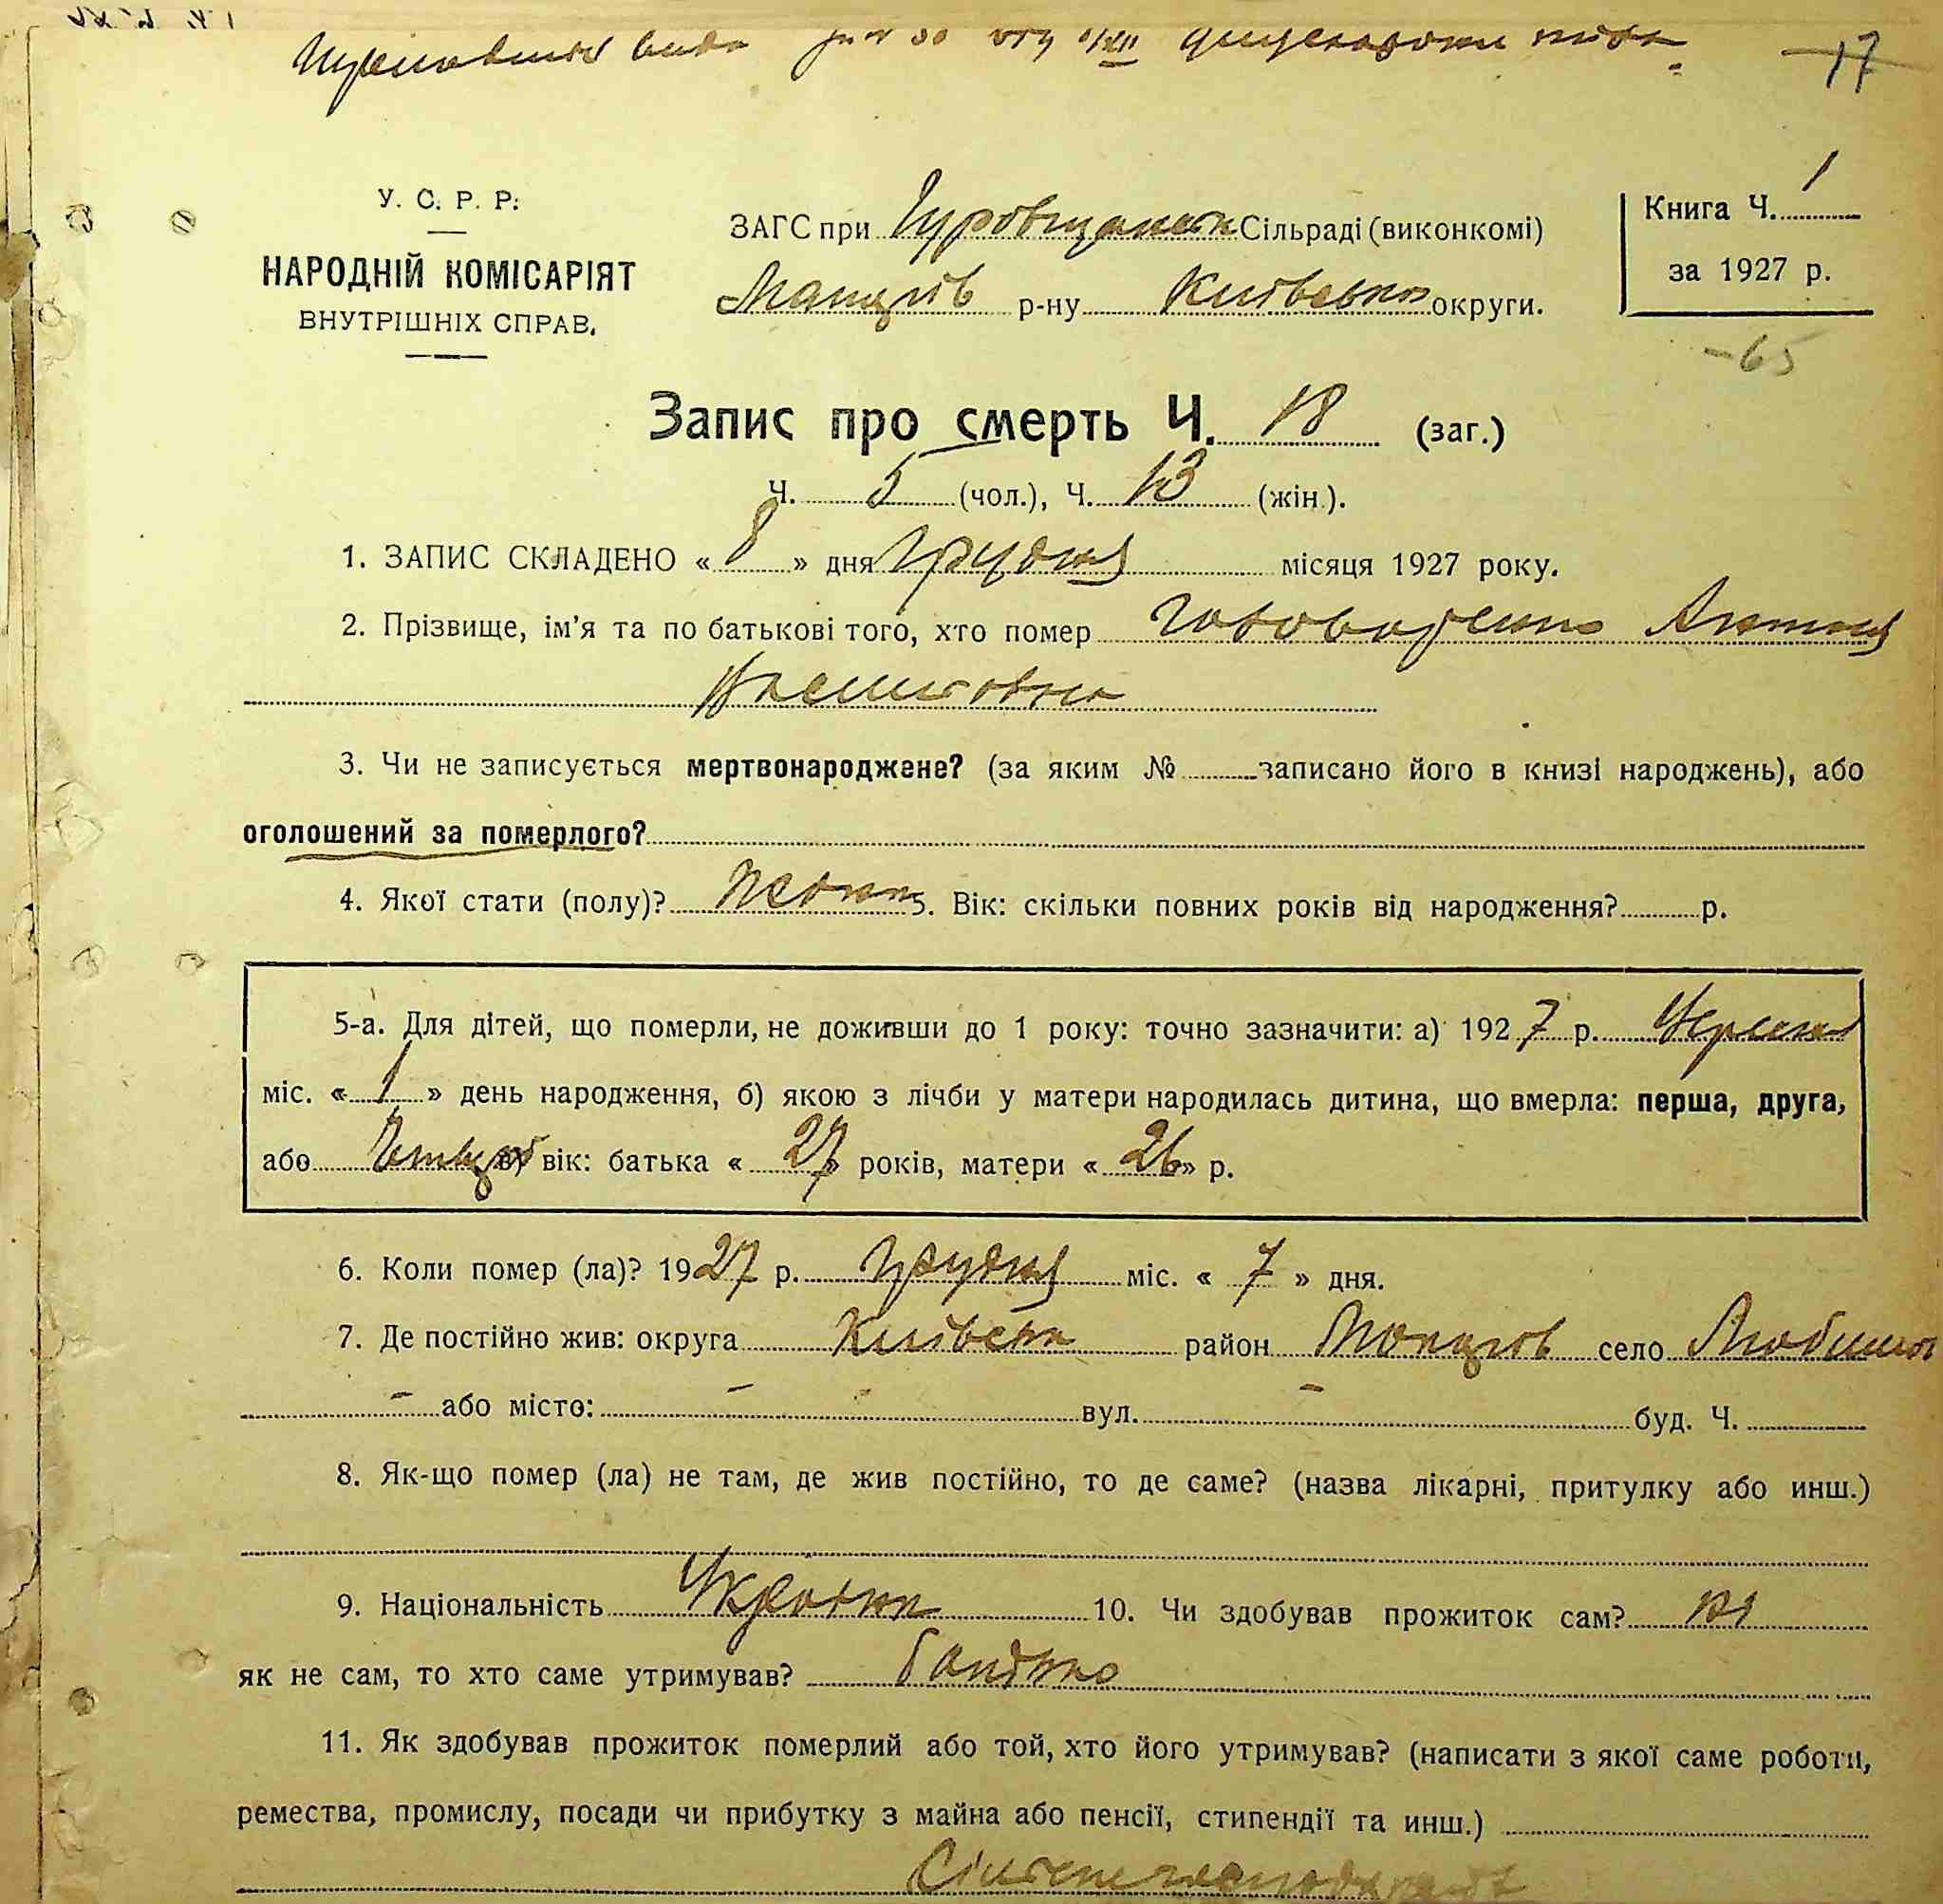 17
У. С. Р. Р.
НАРОДНІЙ КОМІСАРІЯТ
ВНУТРІШНІХ СПРАВ.
ЗАГС при Гуровщанськ Сільраді (виконкомі)
р-ну Київська округи.
Книга Ч. 1
за 1927 р.
-65
Запис про смерть Ч. 18 (заг.)
Ч. 5 (чол.), Ч. 13 (жін.).
1. ЗАПИС СКЛАДЕНО « 8 » дня Грудня місяця 1927 року.
2. Прізвище, ім'я та по батькові того, хто помер
3. Чи не записується мертвонароджене? (за яким № записано його в книзі народжень), або
оголошений за померлого?
4. Якої стати (полу)? 5. Вік: скільки повних років від народження? р.
5-а. Для дітей, що померли, не доживши до 1 року: точно зазначити: а) 1927 р. Червня
міс. « 1 » день народження, б) якою з лічби у матери народилась дитина, що вмерла: перша, друга,
або в) вік: батька « 27 » років, матери « 26 » р.
6. Коли помер (ла)? 1927 р. Грудня міс. « 7 » дня.
7. Де постійно жив: округа Київська район село
- або місто: - вул. - буд. Ч.
8. Як-що помер (ла) не там, де жив постійно, то де саме? (назва лікарні, притулку або инш.)
9. Національність 10. Чи здобував прожиток сам? ні
як не сам, то хто саме утримував? батько
11. Як здобував прожиток померлий або той, хто його утримував? (написати з якої саме роботи,
ремества, промислу, посади чи прибутку з майна або пенсії, стипендії та инш.)